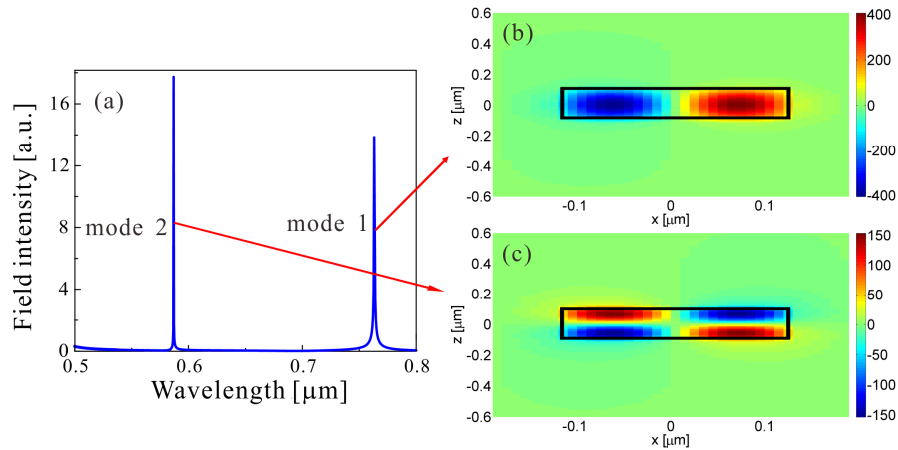 (a)
16
12
8
4
0
Field intensity [a.u.]
mode 2
mode 1
0.5 0.6 0.7 0.8
Wavelength [μm]
(b)
0.6
0.4
0.2
0
-0.2
-0.4
-0.6
z [μm]
-0.1 0 0.1
x [μm]
400
200
0
-200
-400
(c)
0.6
0.4
0.2
0
-0.2
-0.4
-0.6
z [μm]
-0.1 0 0.1
x [μm]
150
100
50
0
-50
-100
-150